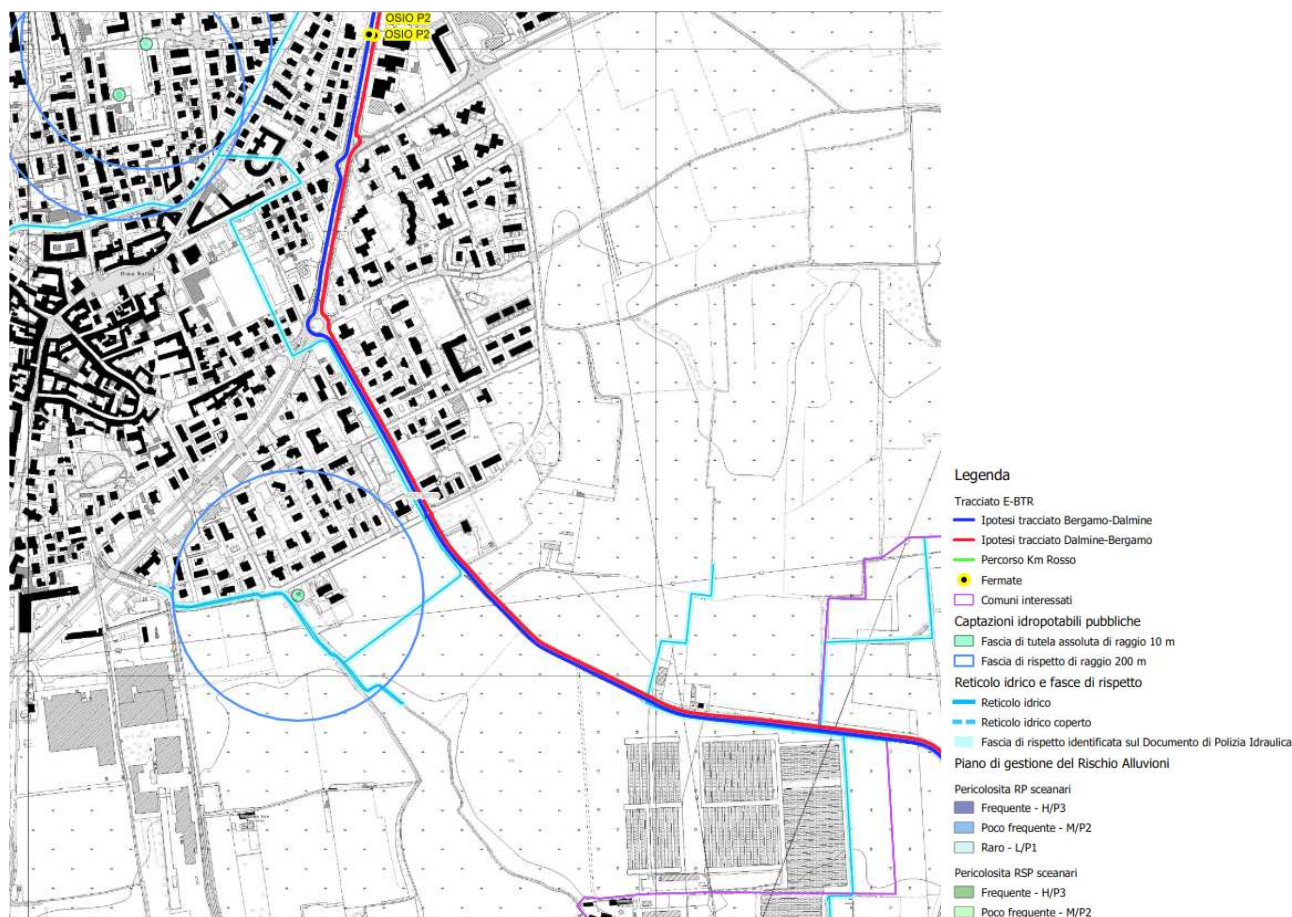 OSIO P2
OSIO P2
Osio Sotto
OSIO SOTTO
Legenda
Tracciato E-BTR
Ipotesi tracciato Bergamo-Dalmine
Ipotesi tracciato Dalmine-Bergamo
Percorso Km Rosso
Fermate
Comuni interessati
Captazioni idropotabili pubbliche
Fascia di tutela assoluta di raggio 10 m
Fascia di rispetto di raggio 200 m
Reticolo idrico e fasce di rispetto
Reticolo idrico
Reticolo idrico coperto
Fascia di rispetto identificata sul Documento di Polizia Idraulica
Piano di gestione del Rischio Alluvioni
Pericolosita RP sceanari
Frequente - H/P3
Poco frequente - M/P2
Raro - L/P1
Pericolosita RSP sceanari
Frequente - H/P3
Poco frequente - M/P2